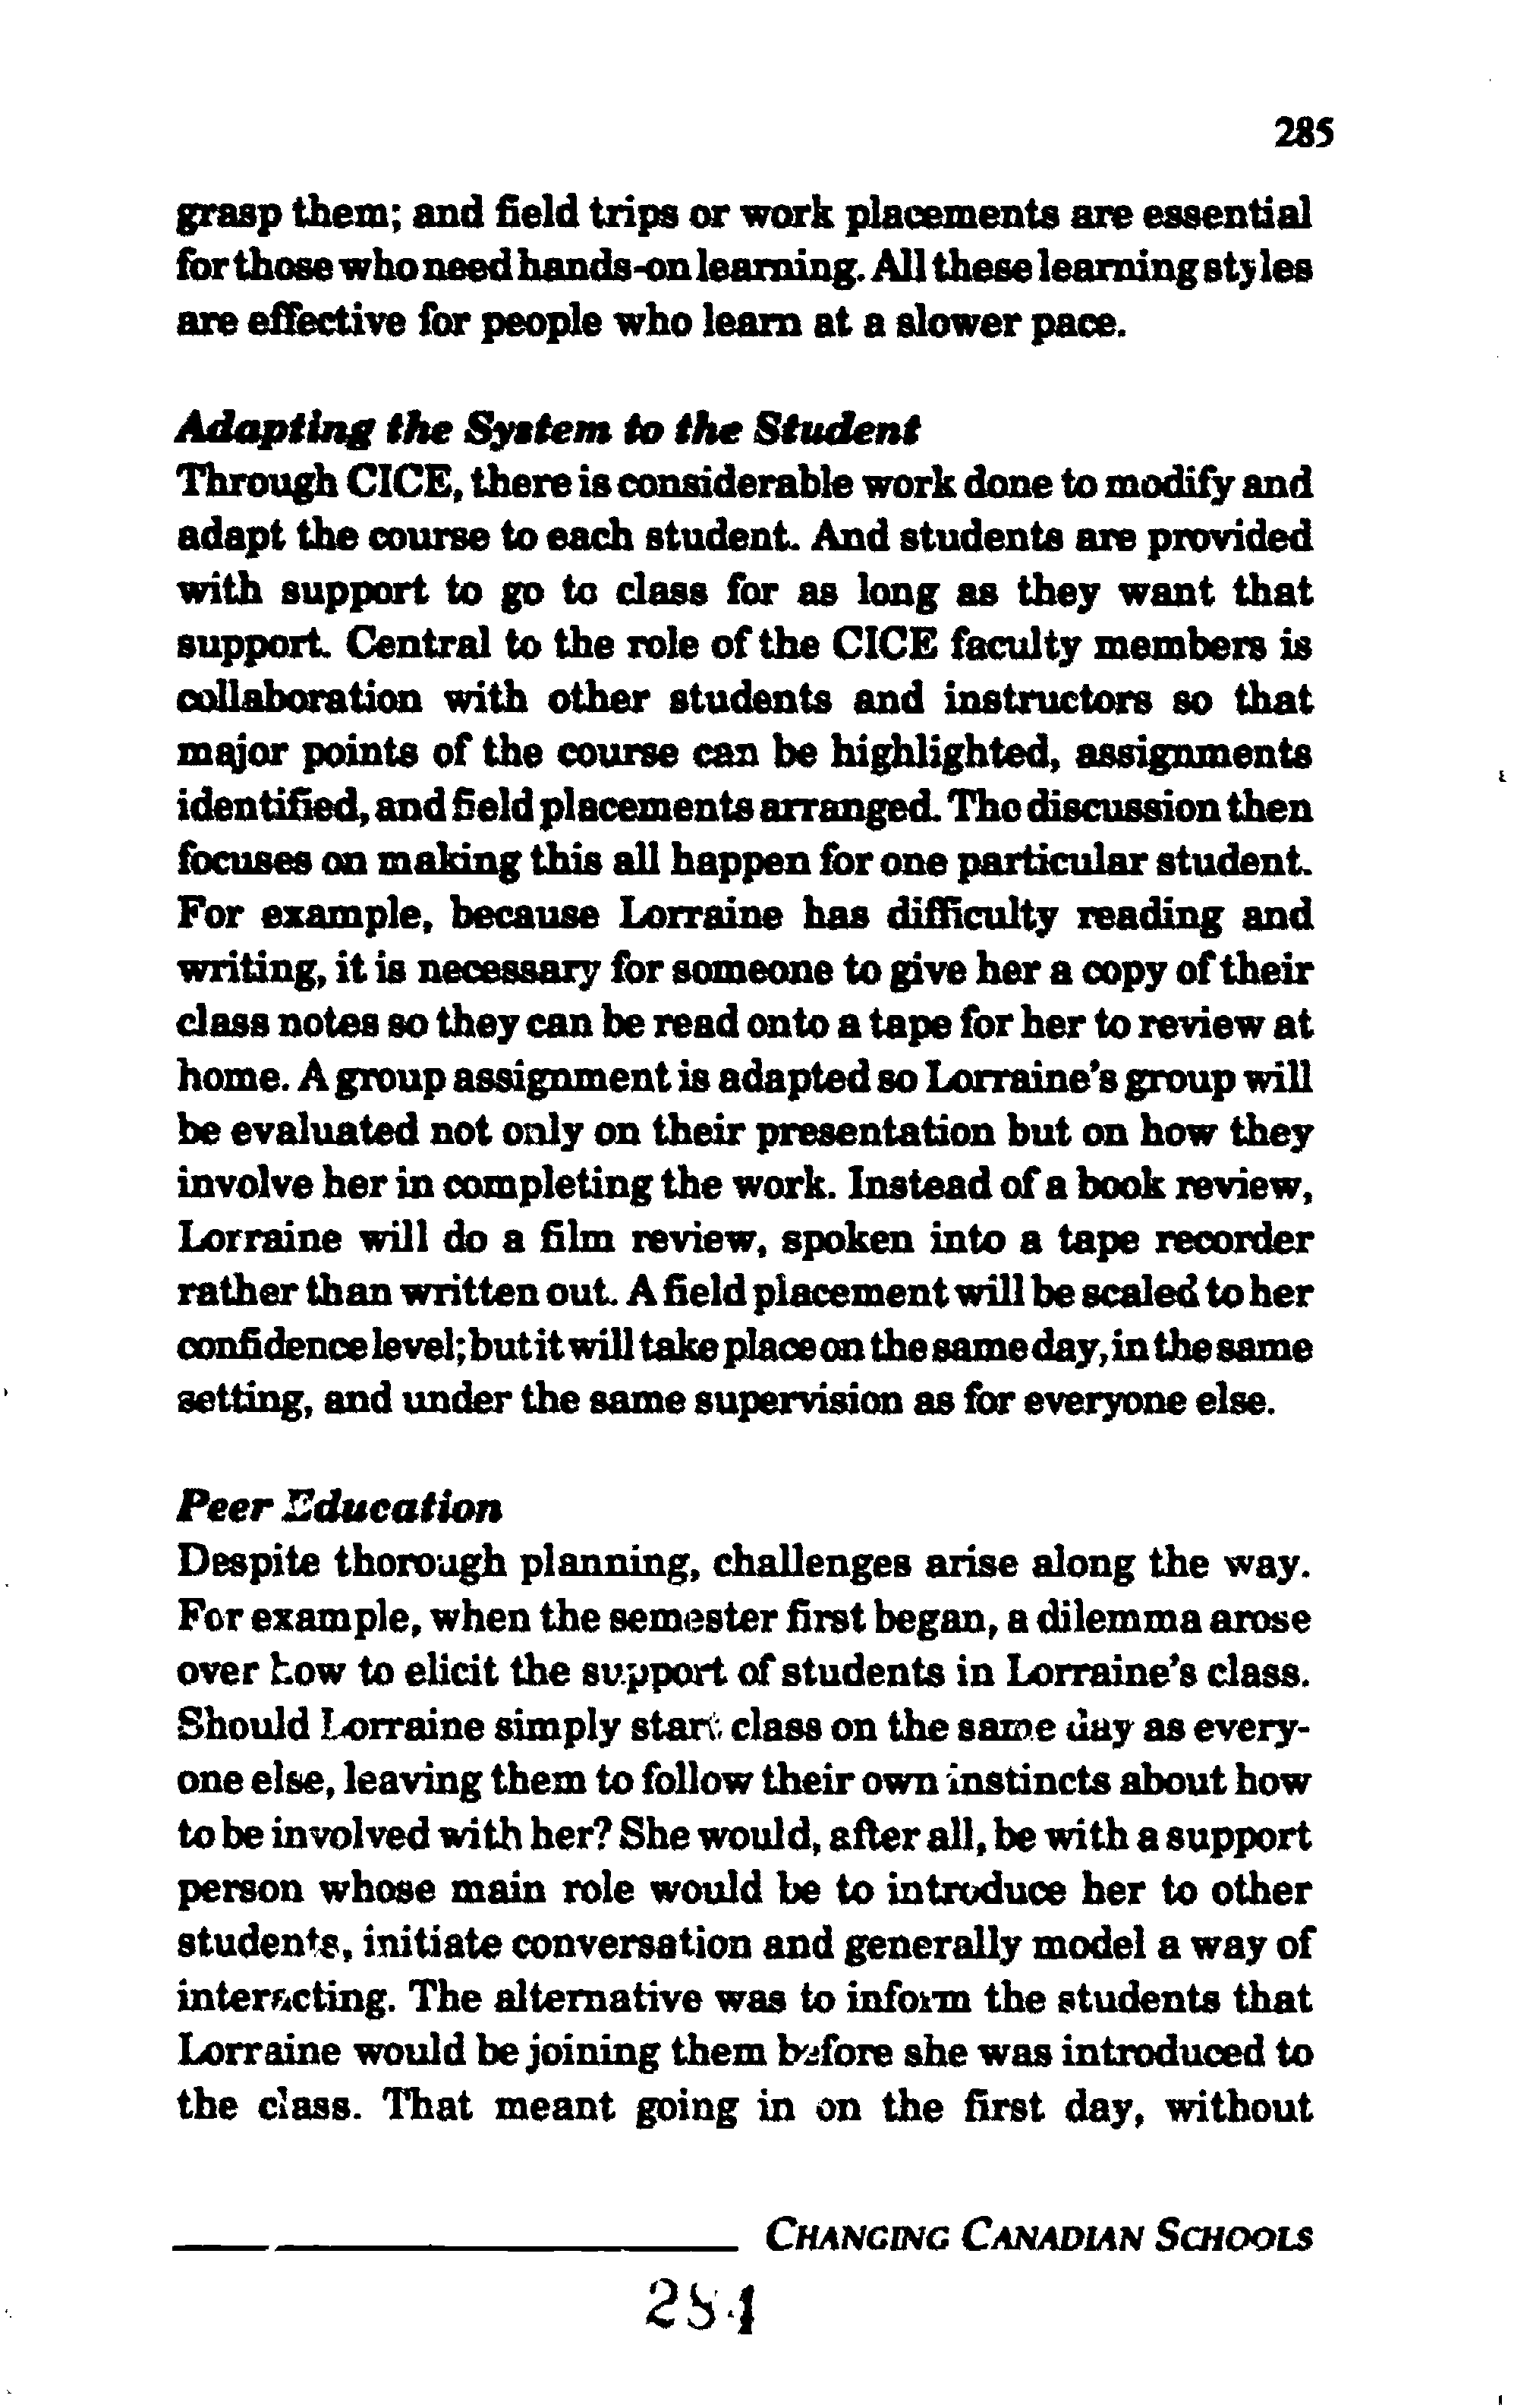 285
grasp them; and field trips or work placements are essential
for those who need hands-on learning. All these learning styles
are effective for people who learn at a slower pace.
Adapting the System to the Student
Through CICE, there is considerable work done to modify and
adapt the course to each student. And students are provided
with support to go to class for as long as they want that
support. Central to the role of the CICE faculty members is
collaboration with other students and instructors so that
major points of the course can be highlighted, assignments
identified, and field placements arranged. The discussion then
focuses on making this all happen for one particular student.
For example, because Lorraine has difficulty reading and
writing, it is necessary for someone to give her a copy of their
class notes so they can be read onto a tape for her to review at
home. A group assignment is adapted so Lorraine's group will
be evaluated not only on their presentation but on how they
involve her in completing the work. Instead of a book review,
Lorraine will do a film review, spoken into a tape recorder
rather than written out. A field placement will be scaled to her
confidence level; but it will take place on the same day, in the same
setting, and under the same supervision as for everyone else.
Peer Education
Despite thorough planning, challenges arise along the way.
For example, when the semester first began, a dilemma arose
over how to elicit the support of students in Lorraine's class.
Should Lorraine simply start class on the same day as every-
one else, leaving them to follow their own instincts about how
to be involved with her? She would, after all, be with a support
person whose main role would be to introduce her to other
students, initiate conversation and generally model a way of
interacting. The alternative was to inform the students that
Lorraine would be joining them before she was introduced to
the class. That meant going in on the first day, without
CHANGING CANADIAN SCHOOLS
284